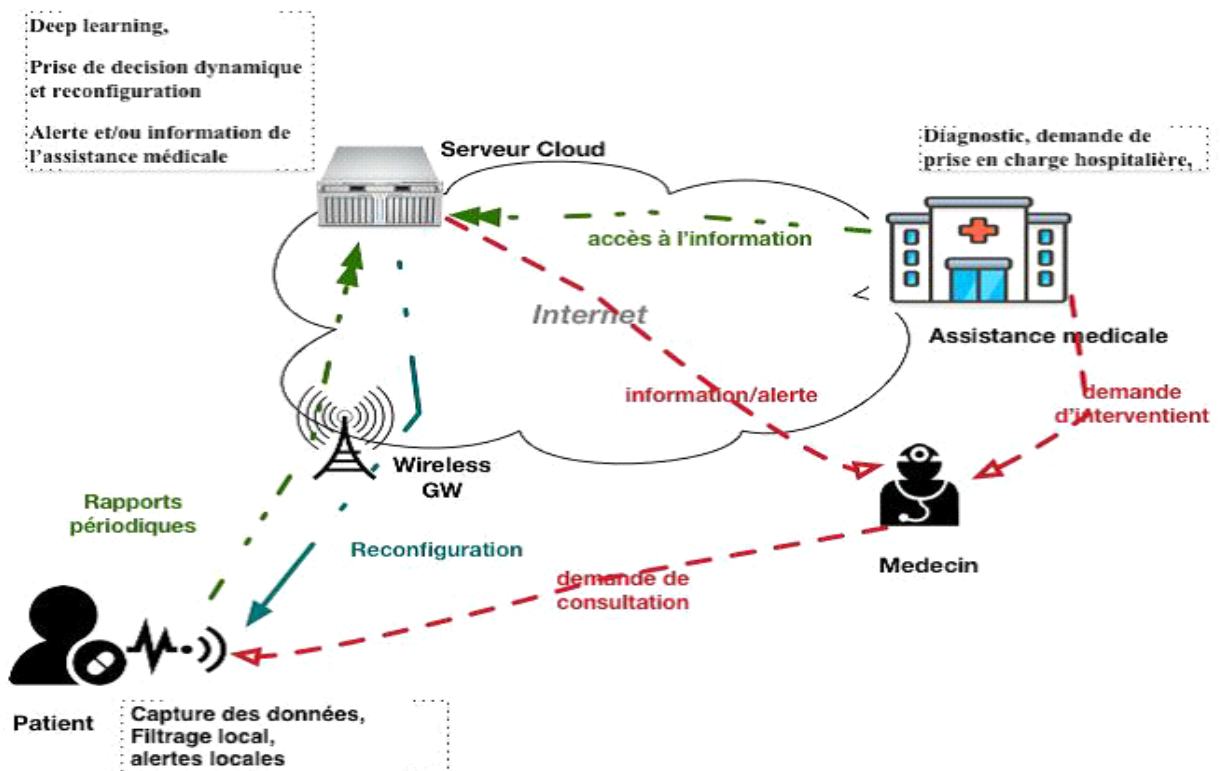 Deep learning,
Prise de decision dynamique
et reconfiguration
Alerte et/ou information de
l'assistance médicale
Serveur Cloud
Diagnostic, demande de
prise en charge hospitalière,
accès à l'information
Internet
Assistance medicale
information/alerte
demande
d'interventient
Wireless
GW
Rapports
périodiques
Reconfiguration
Medecin
demande de
consultation
Patient
Capture des données,
Filtrage local,
alertes locales